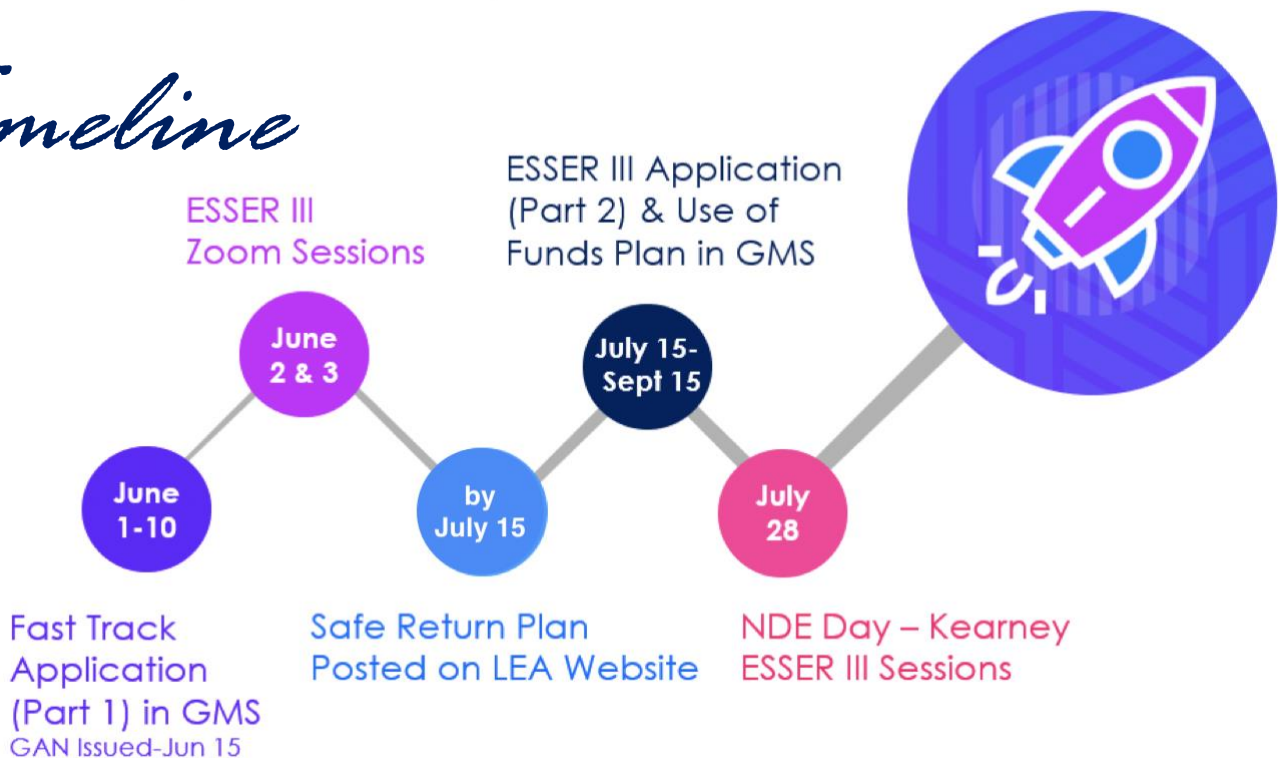 Timeline
ESSER III
Zoom Sessions
ESSER III Application
(Part 2) & Use of
Funds Plan in GMS
June
2 & 3
July 15-
Sept 15
June
1-10
by
July 15
July
28
Fast Track
Application
(Part 1) in GMS
GAN Issued-Jun 15
Safe Return Plan
Posted on LEA Website
NDE Day – Kearney
ESSER III Sessions